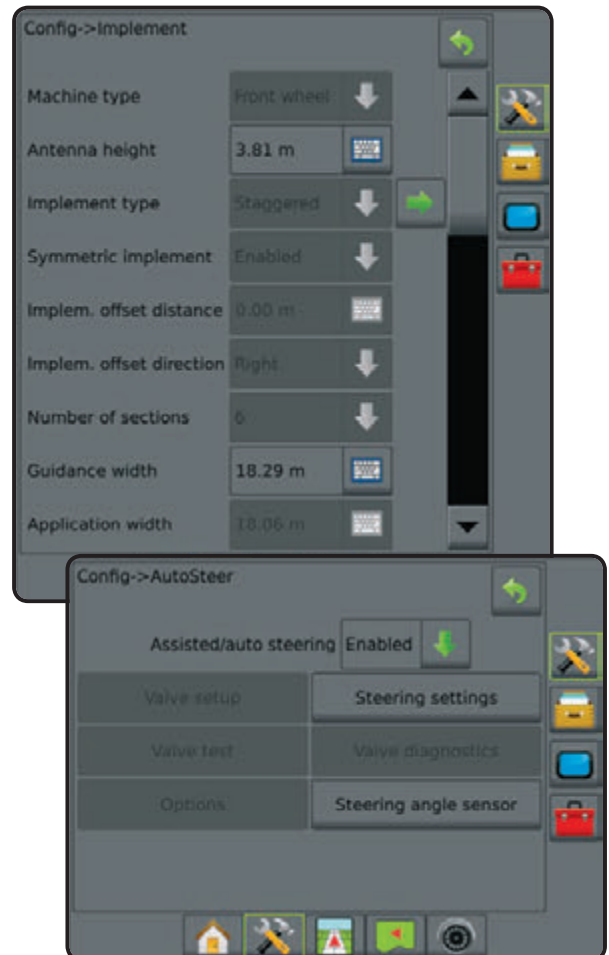 Config->Implement
Machine type Front wheel
Antenna height 3.81 m
Implement type Staggered
Symmetric implement Enabled
Implem. offset distance 0.00 m
Implem. offset direction Right
Number of sections 6
Guidance width 18.29 m
Application width 18.06 m
Config->AutoSteer
Assisted/auto steering Enabled
Valve setup Steering settings
Valve test Valve diagnostics
Options Steering angle sensor